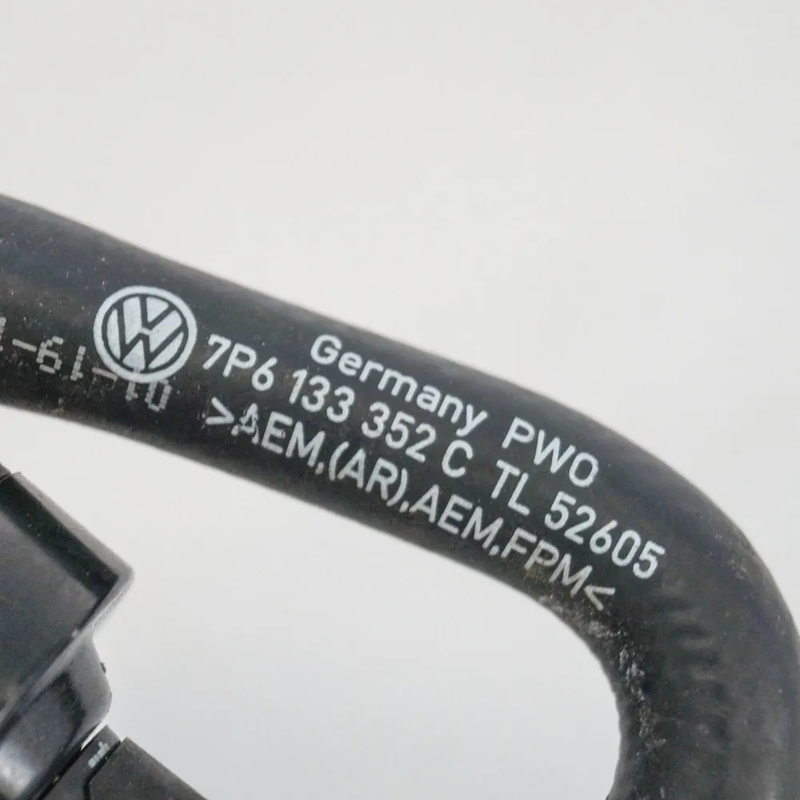 Germany PWO
7P6 133 352 C TL 52605
>AEM,(AR),AEM,FPM<